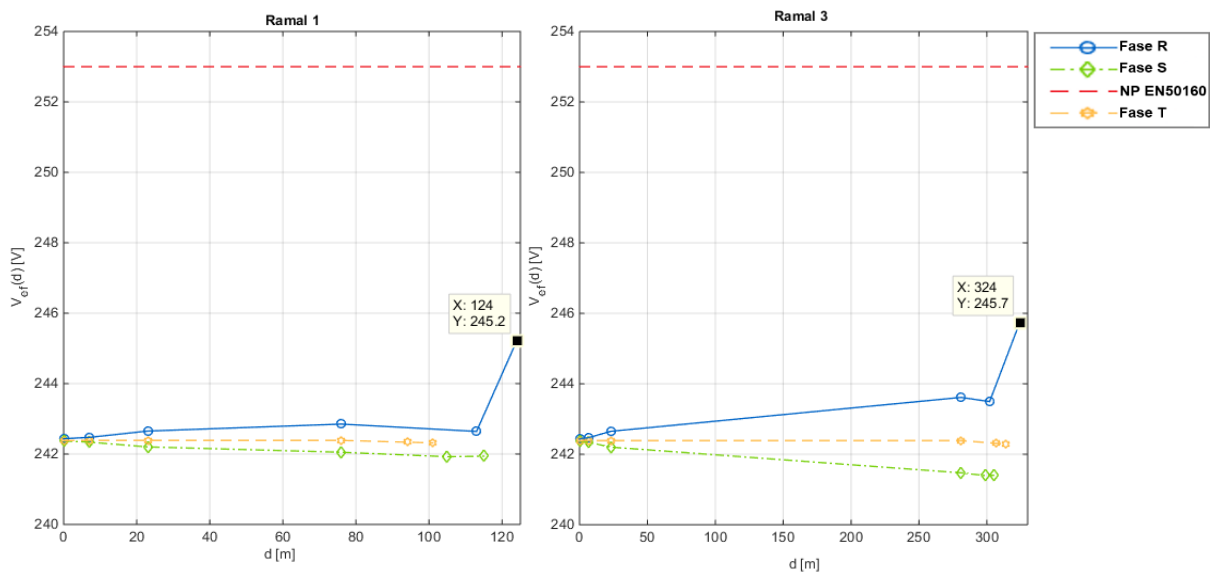 Ramal 1
254
252
250
248
246
244
242
240
V_ef(d) [V]
X: 124
Y: 245.2
0
20
40
60
80
100
120
d [m]
Ramal 3
254
252
250
248
246
244
242
240
V_ef(d) [V]
X: 324
Y: 245.7
0
50
100
150
200
250
300
d [m]
Fase R
Fase S
NP EN50160
Fase T